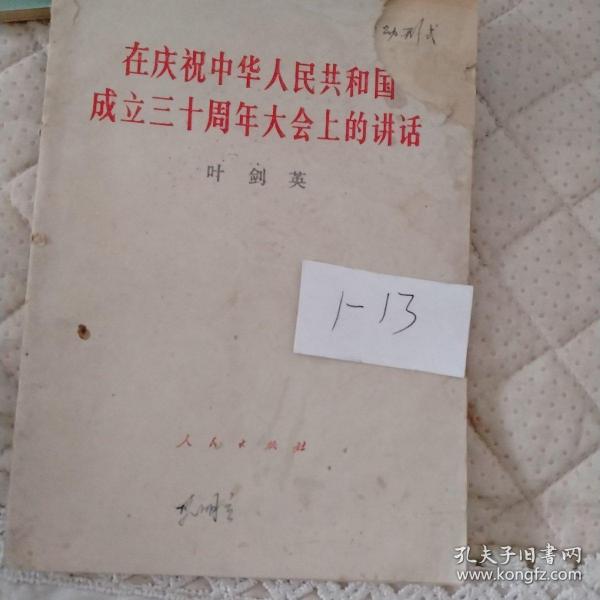 在庆祝中华人民共和国
成立三十周年大会上的讲话
叶剑英
1-13
人民出版社
孔夫子旧书网
www.kongfz.com